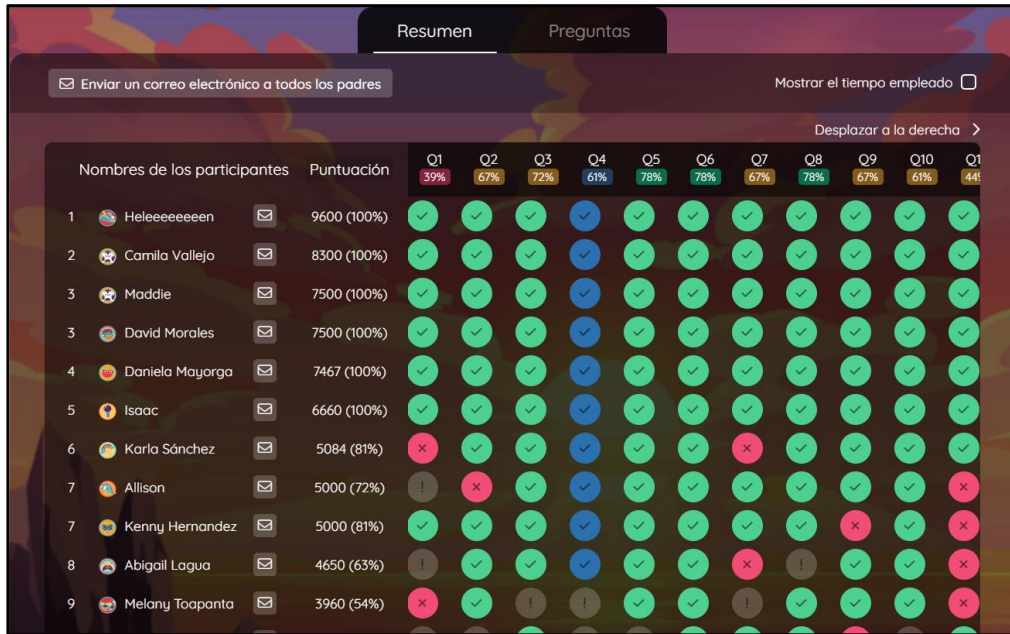 Resumen Preguntas
Enviar un correo electrónico a todos los padres Mostrar el tiempo empleado
Desplazar a la derecha
Nombres de los participantes Puntuación Q1 Q2 Q3 Q4 Q5 Q6 Q7 Q8 Q9 Q10
39% 67% 72% 61% 78% 78% 67% 78% 67% 61%
1 Heleeeeeeeen 9600 (100%)
2 Camila Vallejo 8300 (100%)
3 Maddie 7500 (100%)
3 David Morales 7500 (100%)
4 Daniela Mayorga 7467 (100%)
5 Isaac 6660 (100%)
6 Karla Sánchez 5084 (81%)
7 Allison 5000 (72%)
7 Kenny Hernandez 5000 (81%)
8 Abigail Lagua 4650 (63%)
9 Melany Toapanta 3960 (54%)